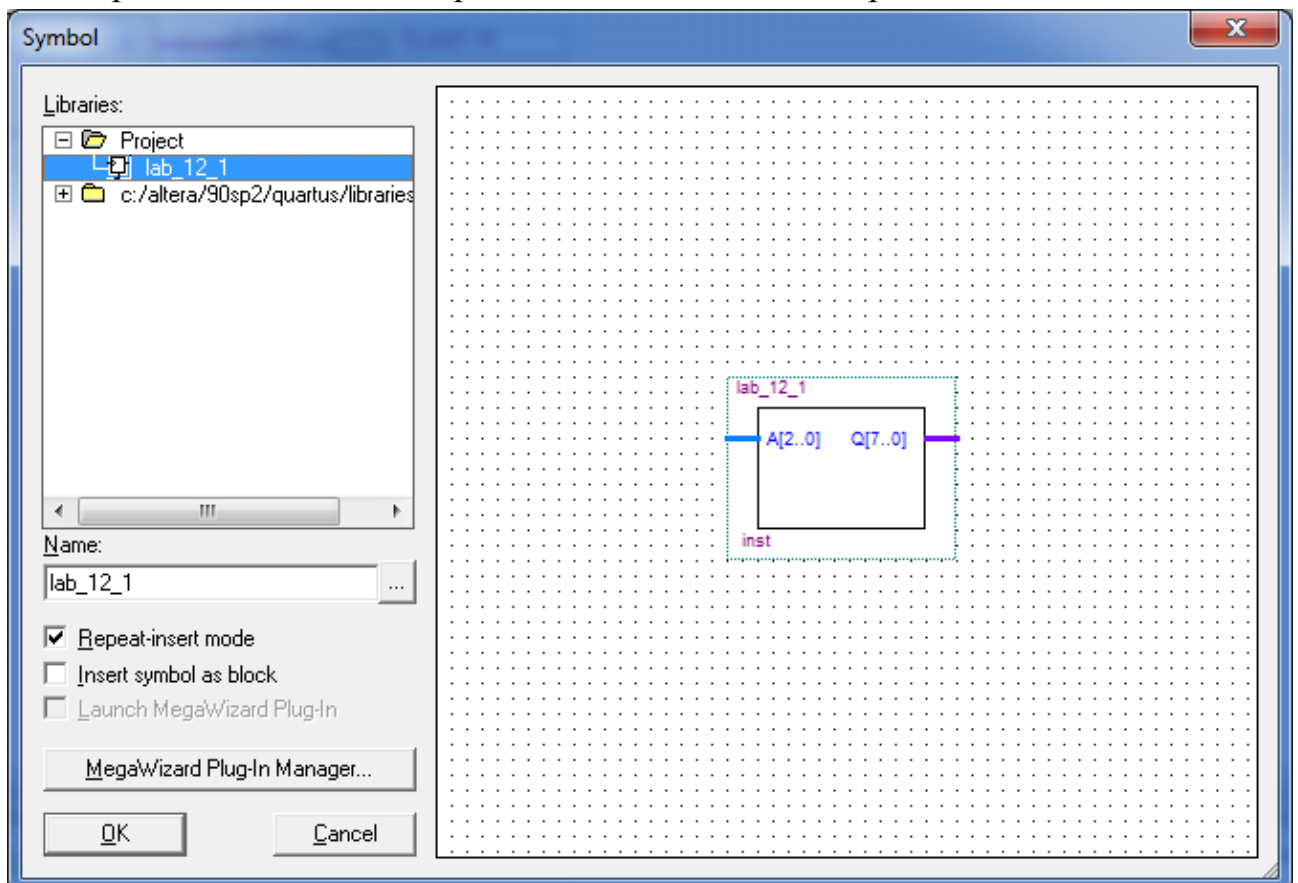 Symbol
Libraries:
Project
lab_12_1
c:/altera/90sp2/quartus/libraries
Name:
lab_12_1
...
Repeat-insert mode
Insert symbol as block
Launch MegaWizard Plug-In
MegaWizard Plug-In Manager...
OK
Cancel
lab_12_1
A[2..0] Q[7..0]
inst